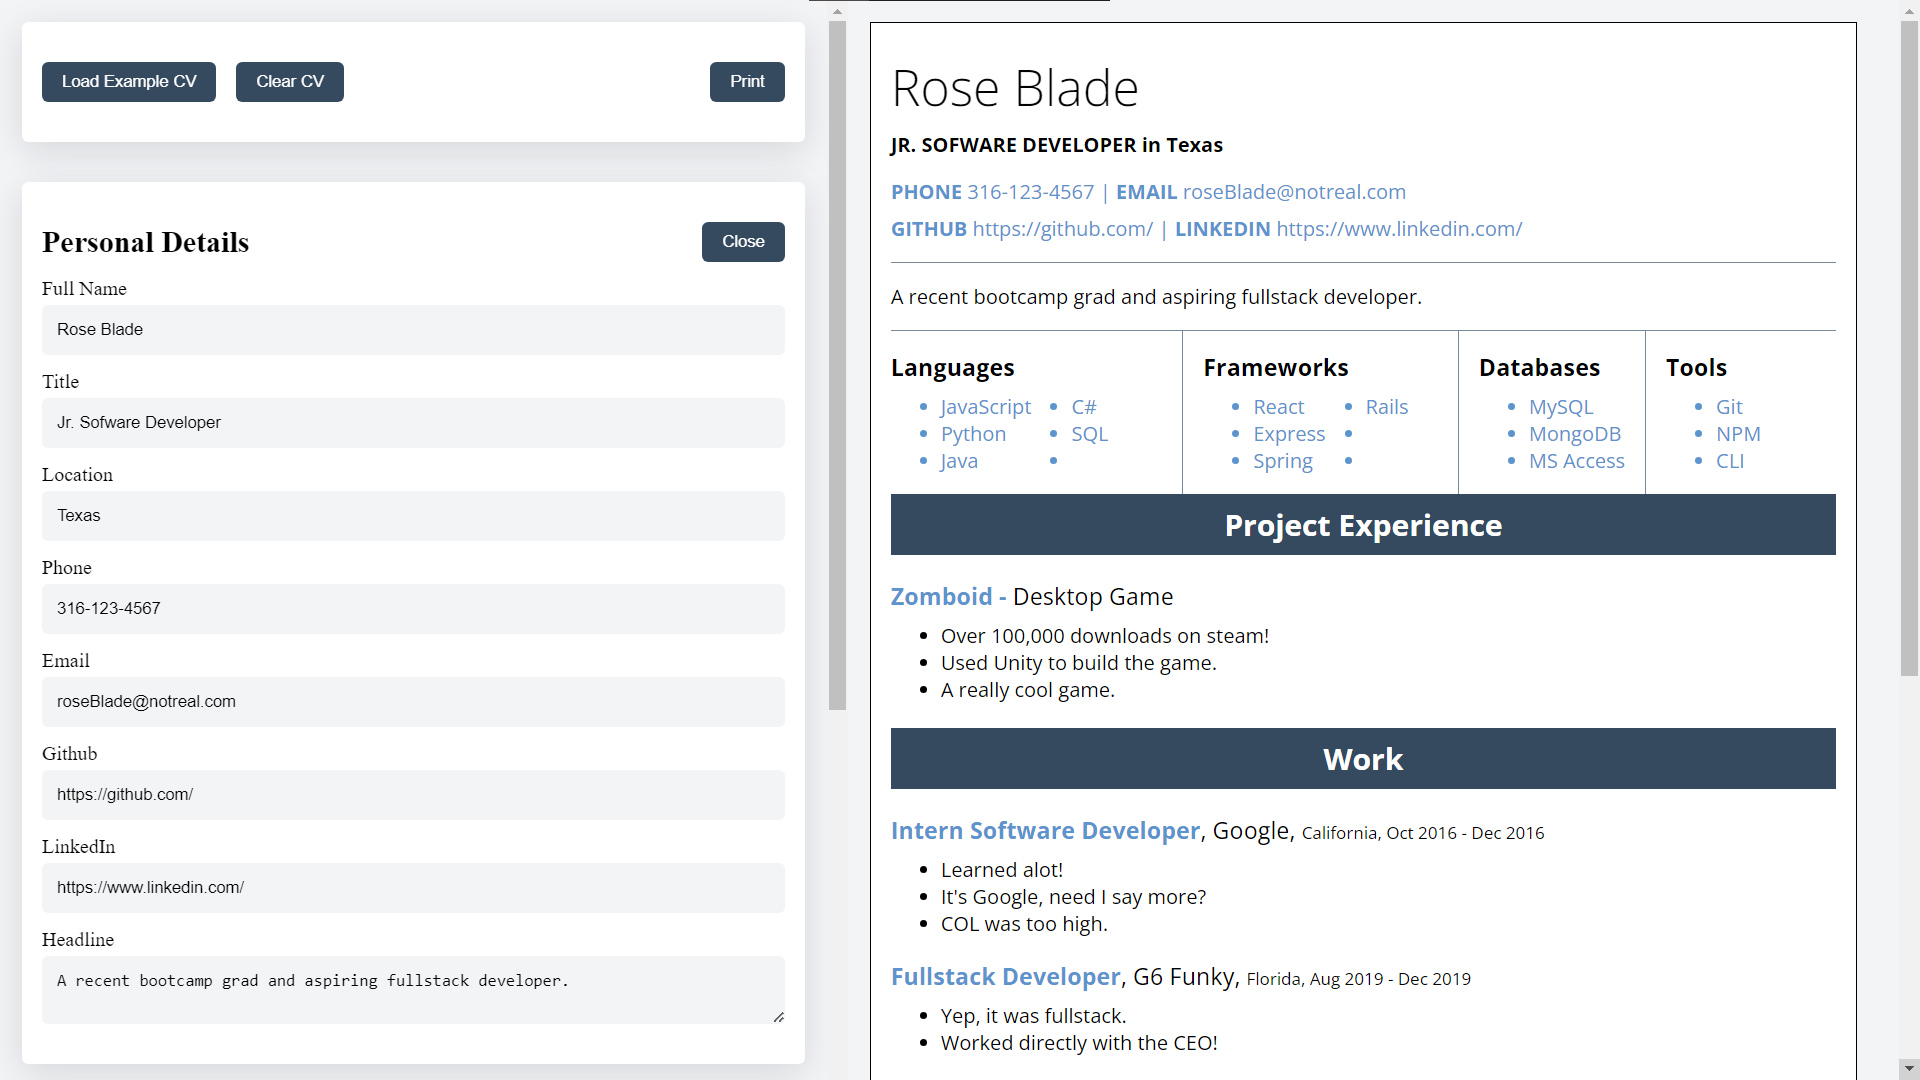 Load Example CV
Clear CV
Print
Personal Details
Close
Full Name
Rose Blade
Title
Jr. Sofware Developer
Location
Texas
Phone
316-123-4567
Email
roseBlade@notreal.com
Github
https://github.com/
LinkedIn
https://www.linkedin.com/
Headline
A recent bootcamp grad and aspiring fullstack developer.
Rose Blade
JR. SOFWARE DEVELOPER in Texas
PHONE 316-123-4567 | EMAIL roseBlade@notreal.com
GITHUB https://github.com/ | LINKEDIN https://www.linkedin.com/
A recent bootcamp grad and aspiring fullstack developer.
Languages
JavaScript
Python
Java
C#
SQL
Frameworks
React
Express
Spring
Rails
Databases
MySQL
MongoDB
MS Access
Tools
Git
NPM
CLI
Project Experience
Zomboid - Desktop Game
Over 100,000 downloads on steam!
Used Unity to build the game.
A really cool game.
Work
Intern Software Developer, Google, California, Oct 2016 - Dec 2016
Learned alot!
It's Google, need I say more?
COL was too high.
Fullstack Developer, G6 Funky, Florida, Aug 2019 - Dec 2019
Yep, it was fullstack.
Worked directly with the CEO!